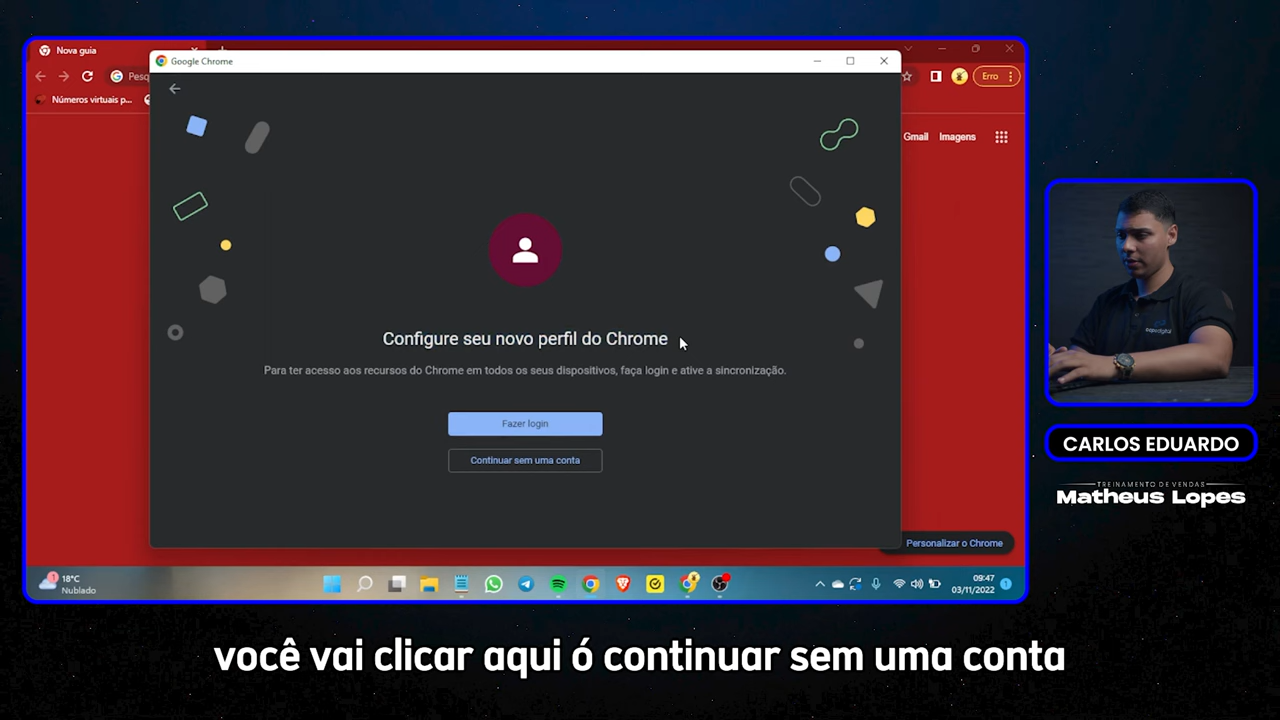 Nova guia
Google Chrome
Pesq
Erro
Números virtuais p...
Gmail
Imagens
Configure seu novo perfil do Chrome
Para ter acesso aos recursos do Chrome em todos os seus dispositivos, faça login e ative a sincronização.
Fazer login
Continuar sem uma conta
CARLOS EDUARDO
TREINAMENTO DE VENDAS
Matheus Lopes
Personalizar o Chrome
1
18°C
Nublado
09:47
03/11/2022
1
você vai clicar aqui ó continuar sem uma conta